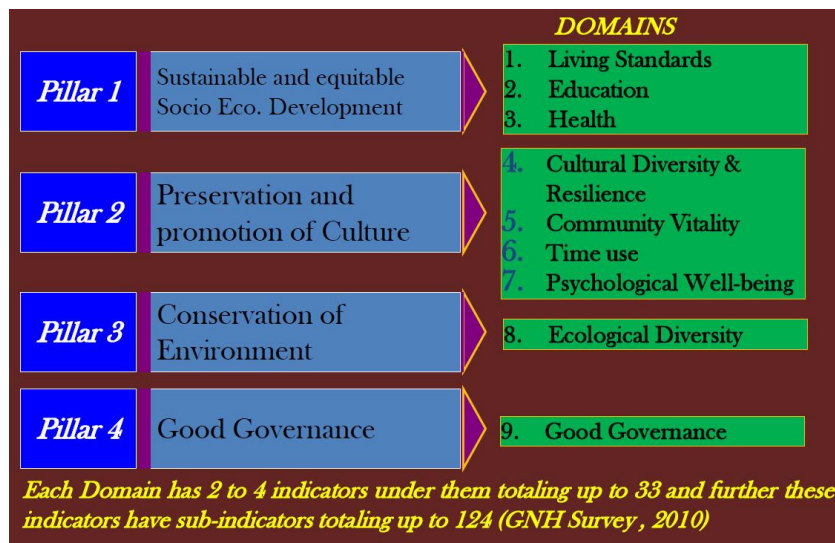 DOMAINS
Pillar 1
Sustainable and equitable
Socio Eco. Development
1. Living Standards
2. Education
3. Health
Pillar 2
Preservation and
promotion of Culture
4. Cultural Diversity &
Resilience
5. Community Vitality
6. Time use
7. Psychological Well-being
Pillar 3
Conservation of
Environment
8. Ecological Diversity
Pillar 4
Good Governance
9. Good Governance
Each Domain has 2 to 4 indicators under them totaling up to 33 and further these
indicators have sub-indicators totaling up to 124 (GNH Survey , 2010)